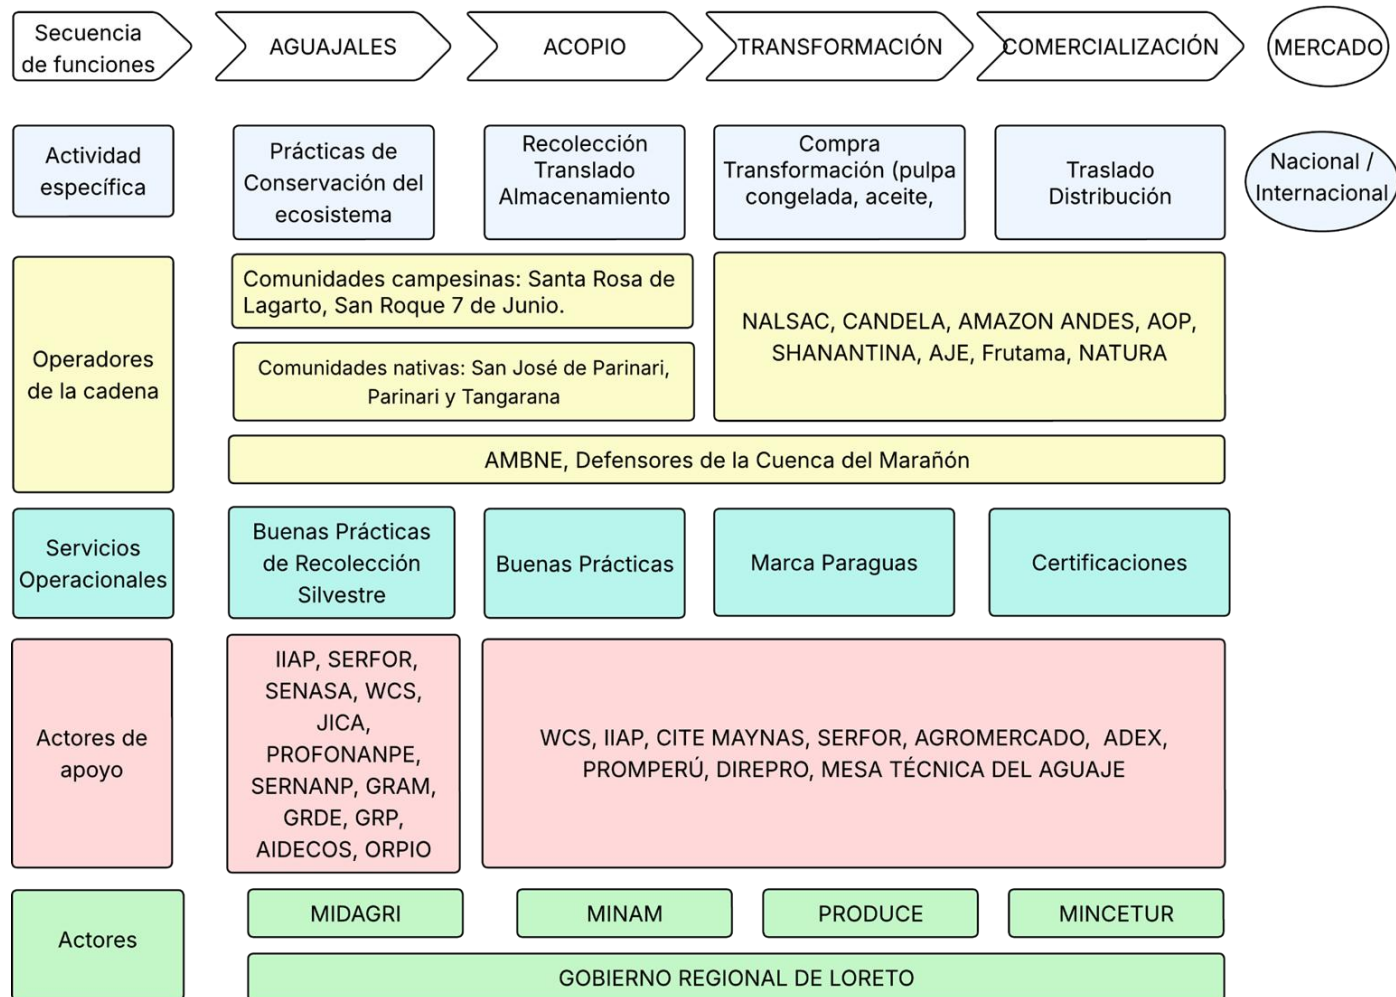 Secuencia
de funciones
AGUAJALES
ACOPIO
TRANSFORMACIÓN
COMERCIALIZACIÓN
MERCADO
Actividad
específica
Prácticas de
Conservación del
ecosistema
Recolección
Translado
Almacenamiento
Compra
Transformación (pulpa
congelada, aceite,
Traslado
Distribución
Nacional /
Internacional
Operadores
de la cadena
Comunidades campesinas: Santa Rosa de
Lagarto, San Roque 7 de Junio.
Comunidades nativas: San José de Parinari,
Parinari y Tangarana
NALSAC, CANDELA, AMAZON ANDES, AOP,
SHANANTINA, AJE, Frutama, NATURA
AMBNE, Defensores de la Cuenca del Marañón
Servicios
Operacionales
Buenas Prácticas
de Recolección
Silvestre
Buenas Prácticas
Marca Paraguas
Certificaciones
Actores de
apoyo
IIAP, SERFOR,
SENASA, WCS,
JICA,
PROFONANPE,
SERNANP, GRAM,
GRDE, GRP,
AIDECOS, ORPIO
WCS, IIAP, CITE MAYNAS, SERFOR, AGROMERCADO, ADEX,
PROMPERÚ, DIREPRO, MESA TÉCNICA DEL AGUAJE
Actores
MIDAGRI
MINAM
PRODUCE
MINCETUR
GOBIERNO REGIONAL DE LORETO